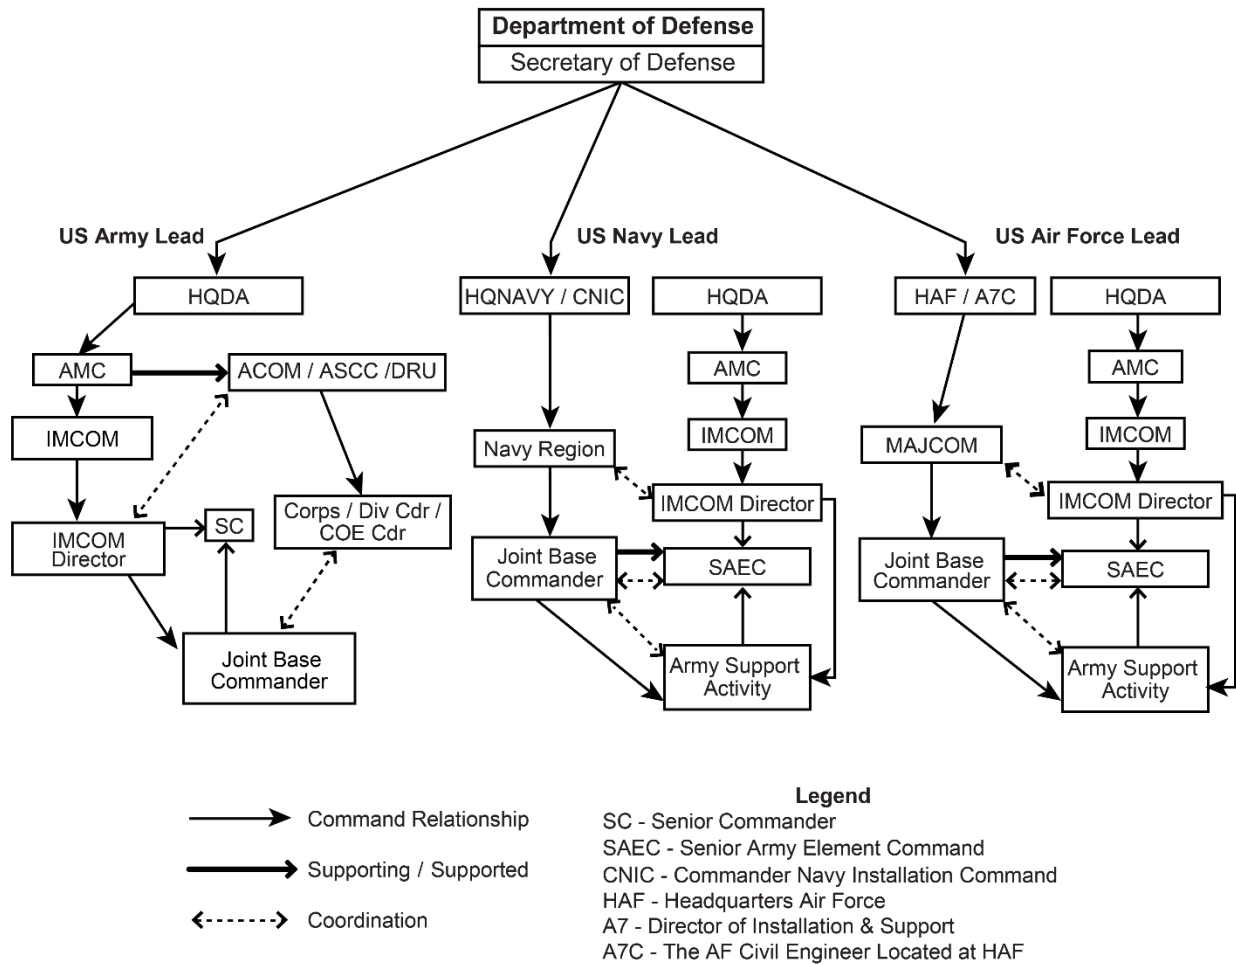 Department of Defense
Secretary of Defense
US Army Lead
US Navy Lead
US Air Force Lead
HQDA
AMC
ACOM / ASCC /DRU
IMCOM
Corps / Div Cdr /
COE Cdr
SC
IMCOM
Director
Joint Base
Commander
HQNAVY / CNIC
HQDA
AMC
IMCOM
Navy Region
IMCOM Director
Joint Base
Commander
SAEC
Army Support
Activity
HAF / A7C
HQDA
AMC
IMCOM
MAJCOM
IMCOM Director
Joint Base
Commander
SAEC
Army Support
Activity
Command Relationship
Supporting / Supported
Coordination
Legend
SC - Senior Commander
SAEC - Senior Army Element Command
CNIC - Commander Navy Installation Command
HAF - Headquarters Air Force
A7 - Director of Installation & Support
A7C - The AF Civil Engineer Located at HAF